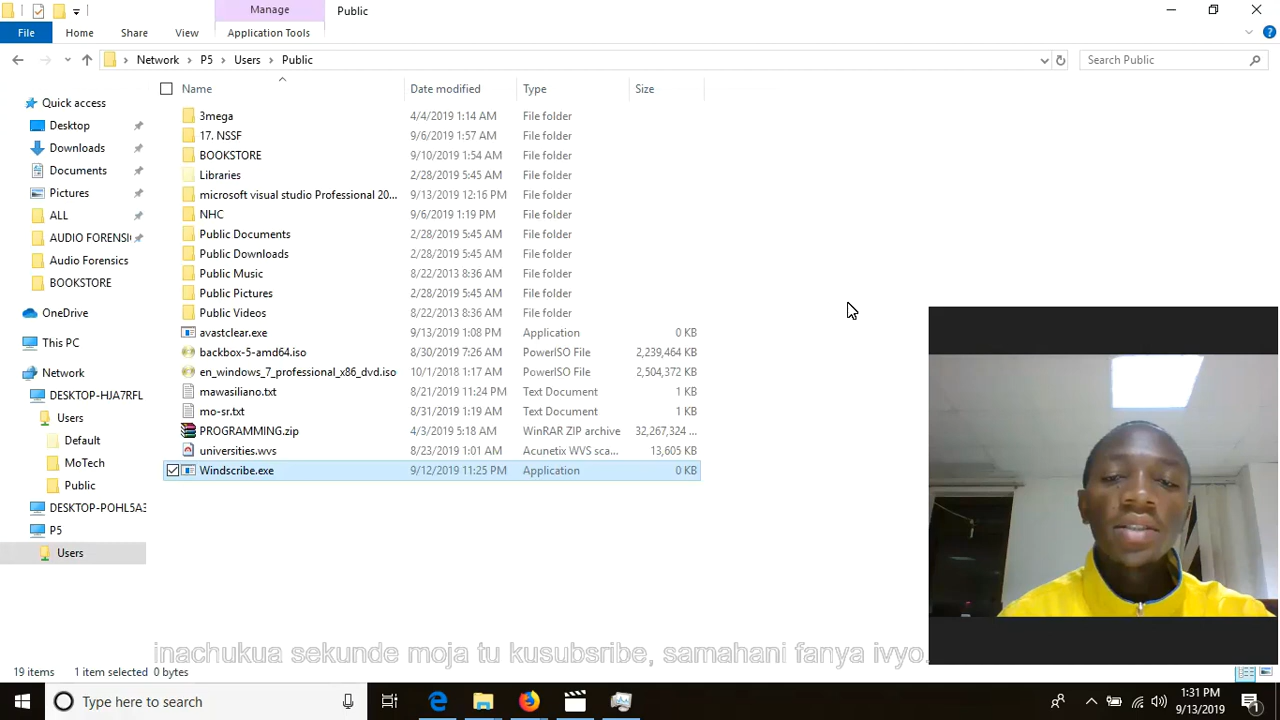 Manage
Public
File
Home
Share
View
Application Tools
Network
P5
Users
Public
Search Public
Name
Date modified
Type
Size
Quick access
Desktop
Downloads
Documents
Pictures
ALL
AUDIO FORENSI
Audio Forensics
BOOKSTORE
OneDrive
This PC
Network
DESKTOP-HJA7RFL
Users
Default
MoTech
Public
DESKTOP-POHL5A3
P5
Users
3mega 4/4/2019 1:14 AM File folder
17. NSSF 9/6/2019 1:57 AM File folder
BOOKSTORE 9/10/2019 1:54 AM File folder
Libraries 2/28/2019 5:45 AM File folder
microsoft visual studio Professional 20... 9/13/2019 12:16 PM File folder
NHC 9/6/2019 1:19 PM File folder
Public Documents 2/28/2019 5:45 AM File folder
Public Downloads 2/28/2019 5:45 AM File folder
Public Music 8/22/2013 8:36 AM File folder
Public Pictures 2/28/2019 5:45 AM File folder
Public Videos 8/22/2013 8:36 AM File folder
avastclear.exe 9/13/2019 1:08 PM Application 0 KB
backbox-5-amd64.iso 8/30/2019 7:26 AM PowerISO File 2,239,464 KB
en_windows_7_professional_x86_dvd.iso 10/1/2018 1:17 AM PowerISO File 2,504,372 KB
mawasiliano.txt 8/21/2019 11:24 PM Text Document 1 KB
mo-sr.txt 8/31/2019 1:19 AM Text Document 1 KB
PROGRAMMING.zip 4/3/2019 5:18 AM WinRAR ZIP archive 32,267,324 ...
universities.wvs 8/23/2019 1:01 AM Acunetix WVS sca... 13,605 KB
Windscribe.exe 9/12/2019 11:25 PM Application 0 KB
inachukua sekunde moja tu kusubsribe, samahani fanya ivyo.
19 items 1 item selected 0 bytes
Type here to search
1:31 PM
9/13/2019
1